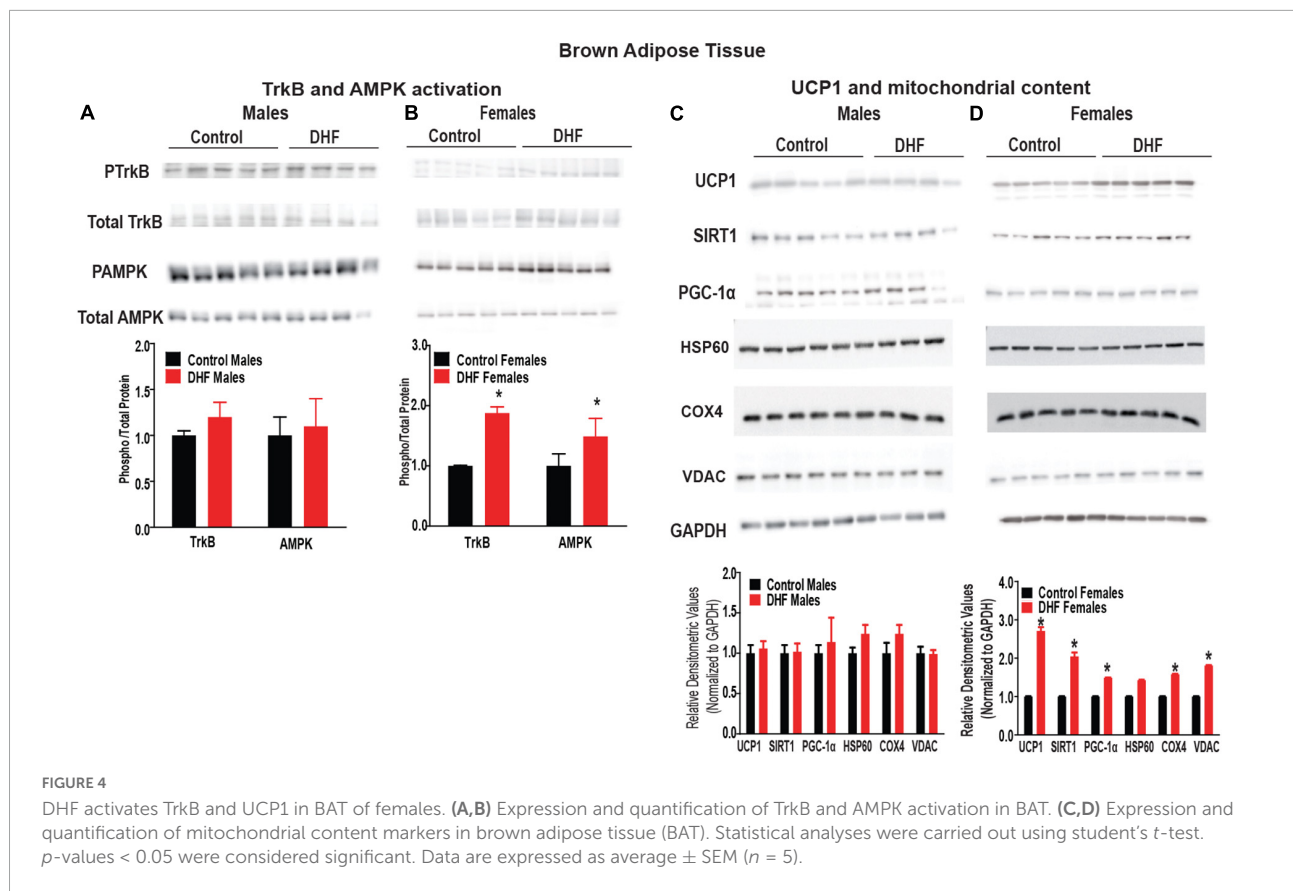 Brown Adipose Tissue
TrkB and AMPK activation
A
Males
B
Females
Control
DHF
Control
DHF
PTrkB
Total TrkB
PAMPK
Total AMPK
Phospho/Total Protein
2.0
1.5
1.0
0.5
0.0
Control Males
DHF Males
TrkB
AMPK
Phospho/Total Protein
3.0
2.0
1.0
0.0
Control Females
DHF Females
*
*
TrkB
AMPK
UCP1 and mitochondrial content
C
Males
D
Females
Control
DHF
Control
DHF
UCP1
SIRT1
PGC-1α
HSP60
COX4
VDAC
GAPDH
Relative Densitometric Values
(Normalized to GAPDH)
2.0
1.5
1.0
0.5
0.0
Control Males
DHF Males
UCP1 SIRT1 PGC-1α HSP60 COX4 VDAC
Relative Densitometric Values
(Normalized to GAPDH)
4.0
3.0
2.0
1.0
0.0
Control Females
DHF Females
*
*
*
*
*
UCP1 SIRT1 PGC-1α HSP60 COX4 VDAC
FIGURE 4
DHF activates TrkB and UCP1 in BAT of females. (A,B) Expression and quantification of TrkB and AMPK activation in BAT. (C,D) Expression and
quantification of mitochondrial content markers in brown adipose tissue (BAT). Statistical analyses were carried out using student's t-test.
p-values < 0.05 were considered significant. Data are expressed as average ± SEM (n = 5).